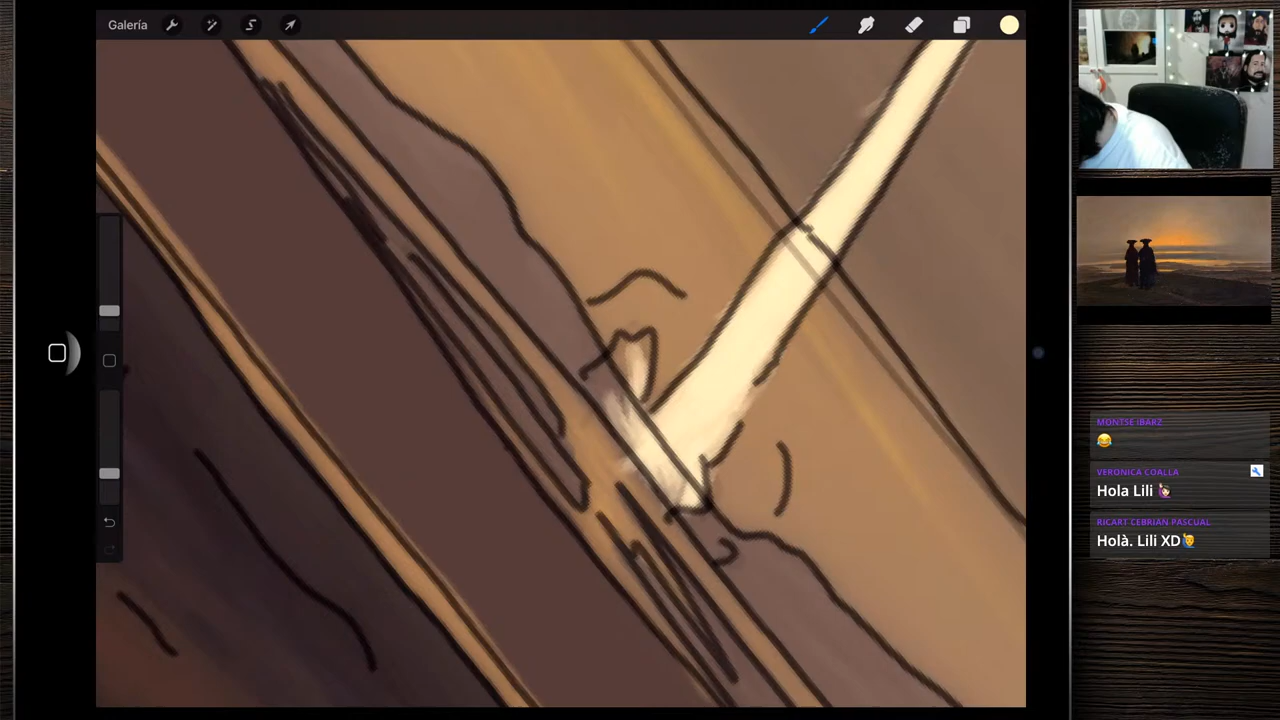 Galería
MONTSE IBARZ
😂
VERONICA COALLA
Hola Lili 🙋🏻‍♀️
RICART CEBRIAN PASCUAL
Holà. Lili XD🙋‍♂️